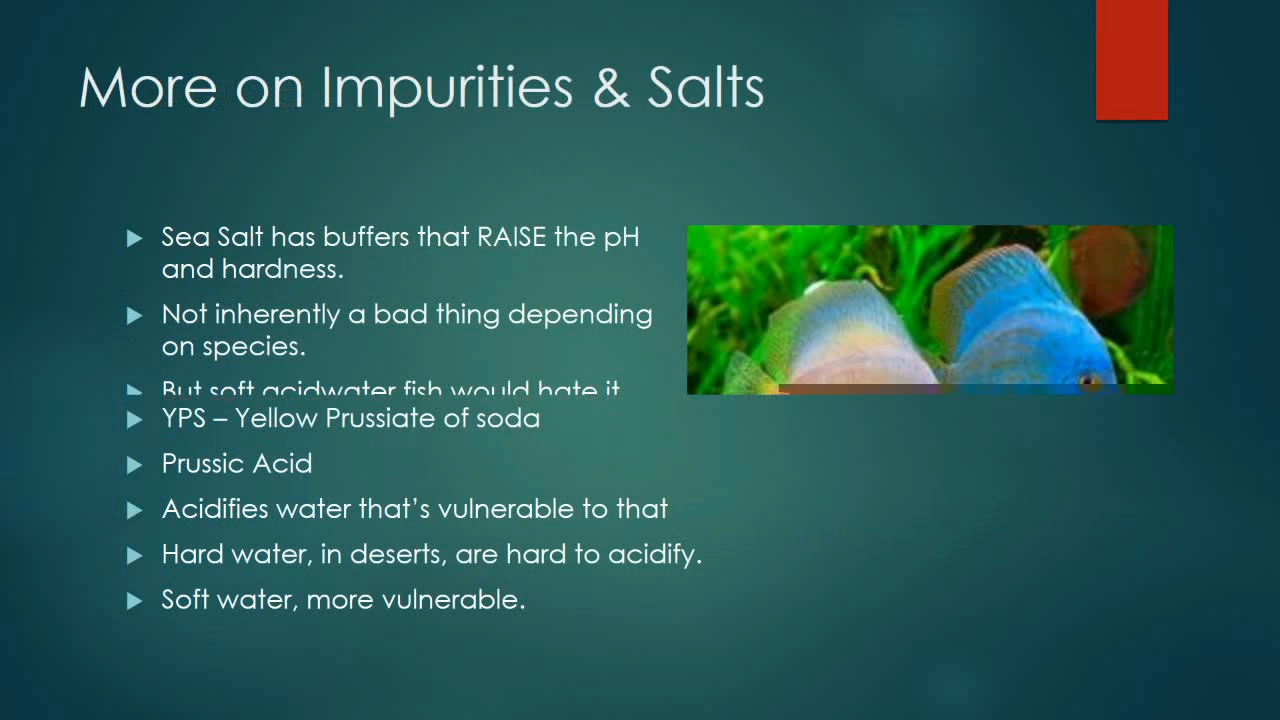 More on Impurities & Salts
Sea Salt has buffers that RAISE the pH
and hardness.
Not inherently a bad thing depending
on species.
But soft acidwater fish would hate it
YPS – Yellow Prussiate of soda
Prussic Acid
Acidifies water that’s vulnerable to that
Hard water, in deserts, are hard to acidify.
Soft water, more vulnerable.